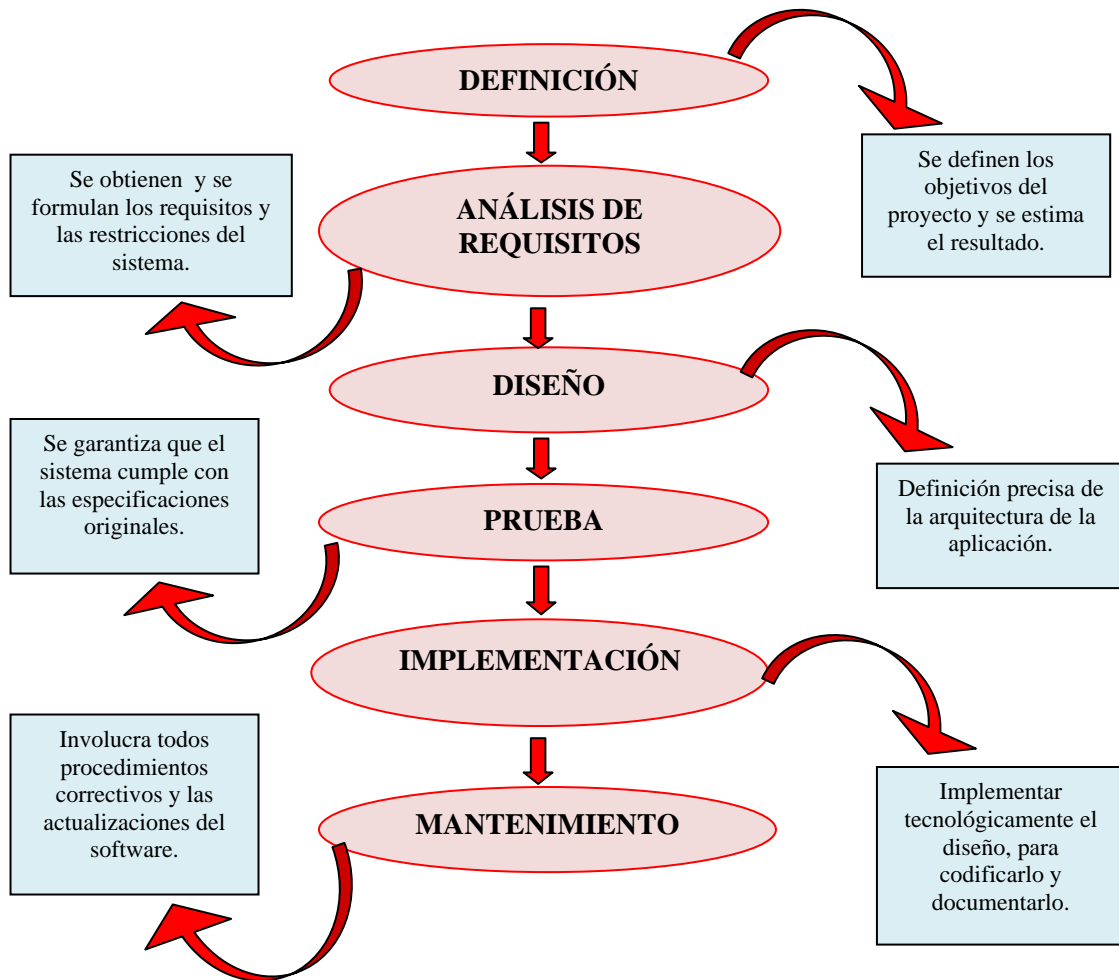 DEFINICIÓN
Se definen los
objetivos del
proyecto y se estima
el resultado.
ANÁLISIS DE
REQUISITOS
Se obtienen  y se
formulan los requisitos y
las restricciones del
sistema.
DISEÑO
Definición precisa de
la arquitectura de la
aplicación.
PRUEBA
Se garantiza que el
sistema cumple con
las especificaciones
originales.
IMPLEMENTACIÓN
Implementar
tecnológicamente el
diseño, para
codificarlo y
documentarlo.
MANTENIMIENTO
Involucra todos
procedimientos
correctivos y las
actualizaciones del
software.